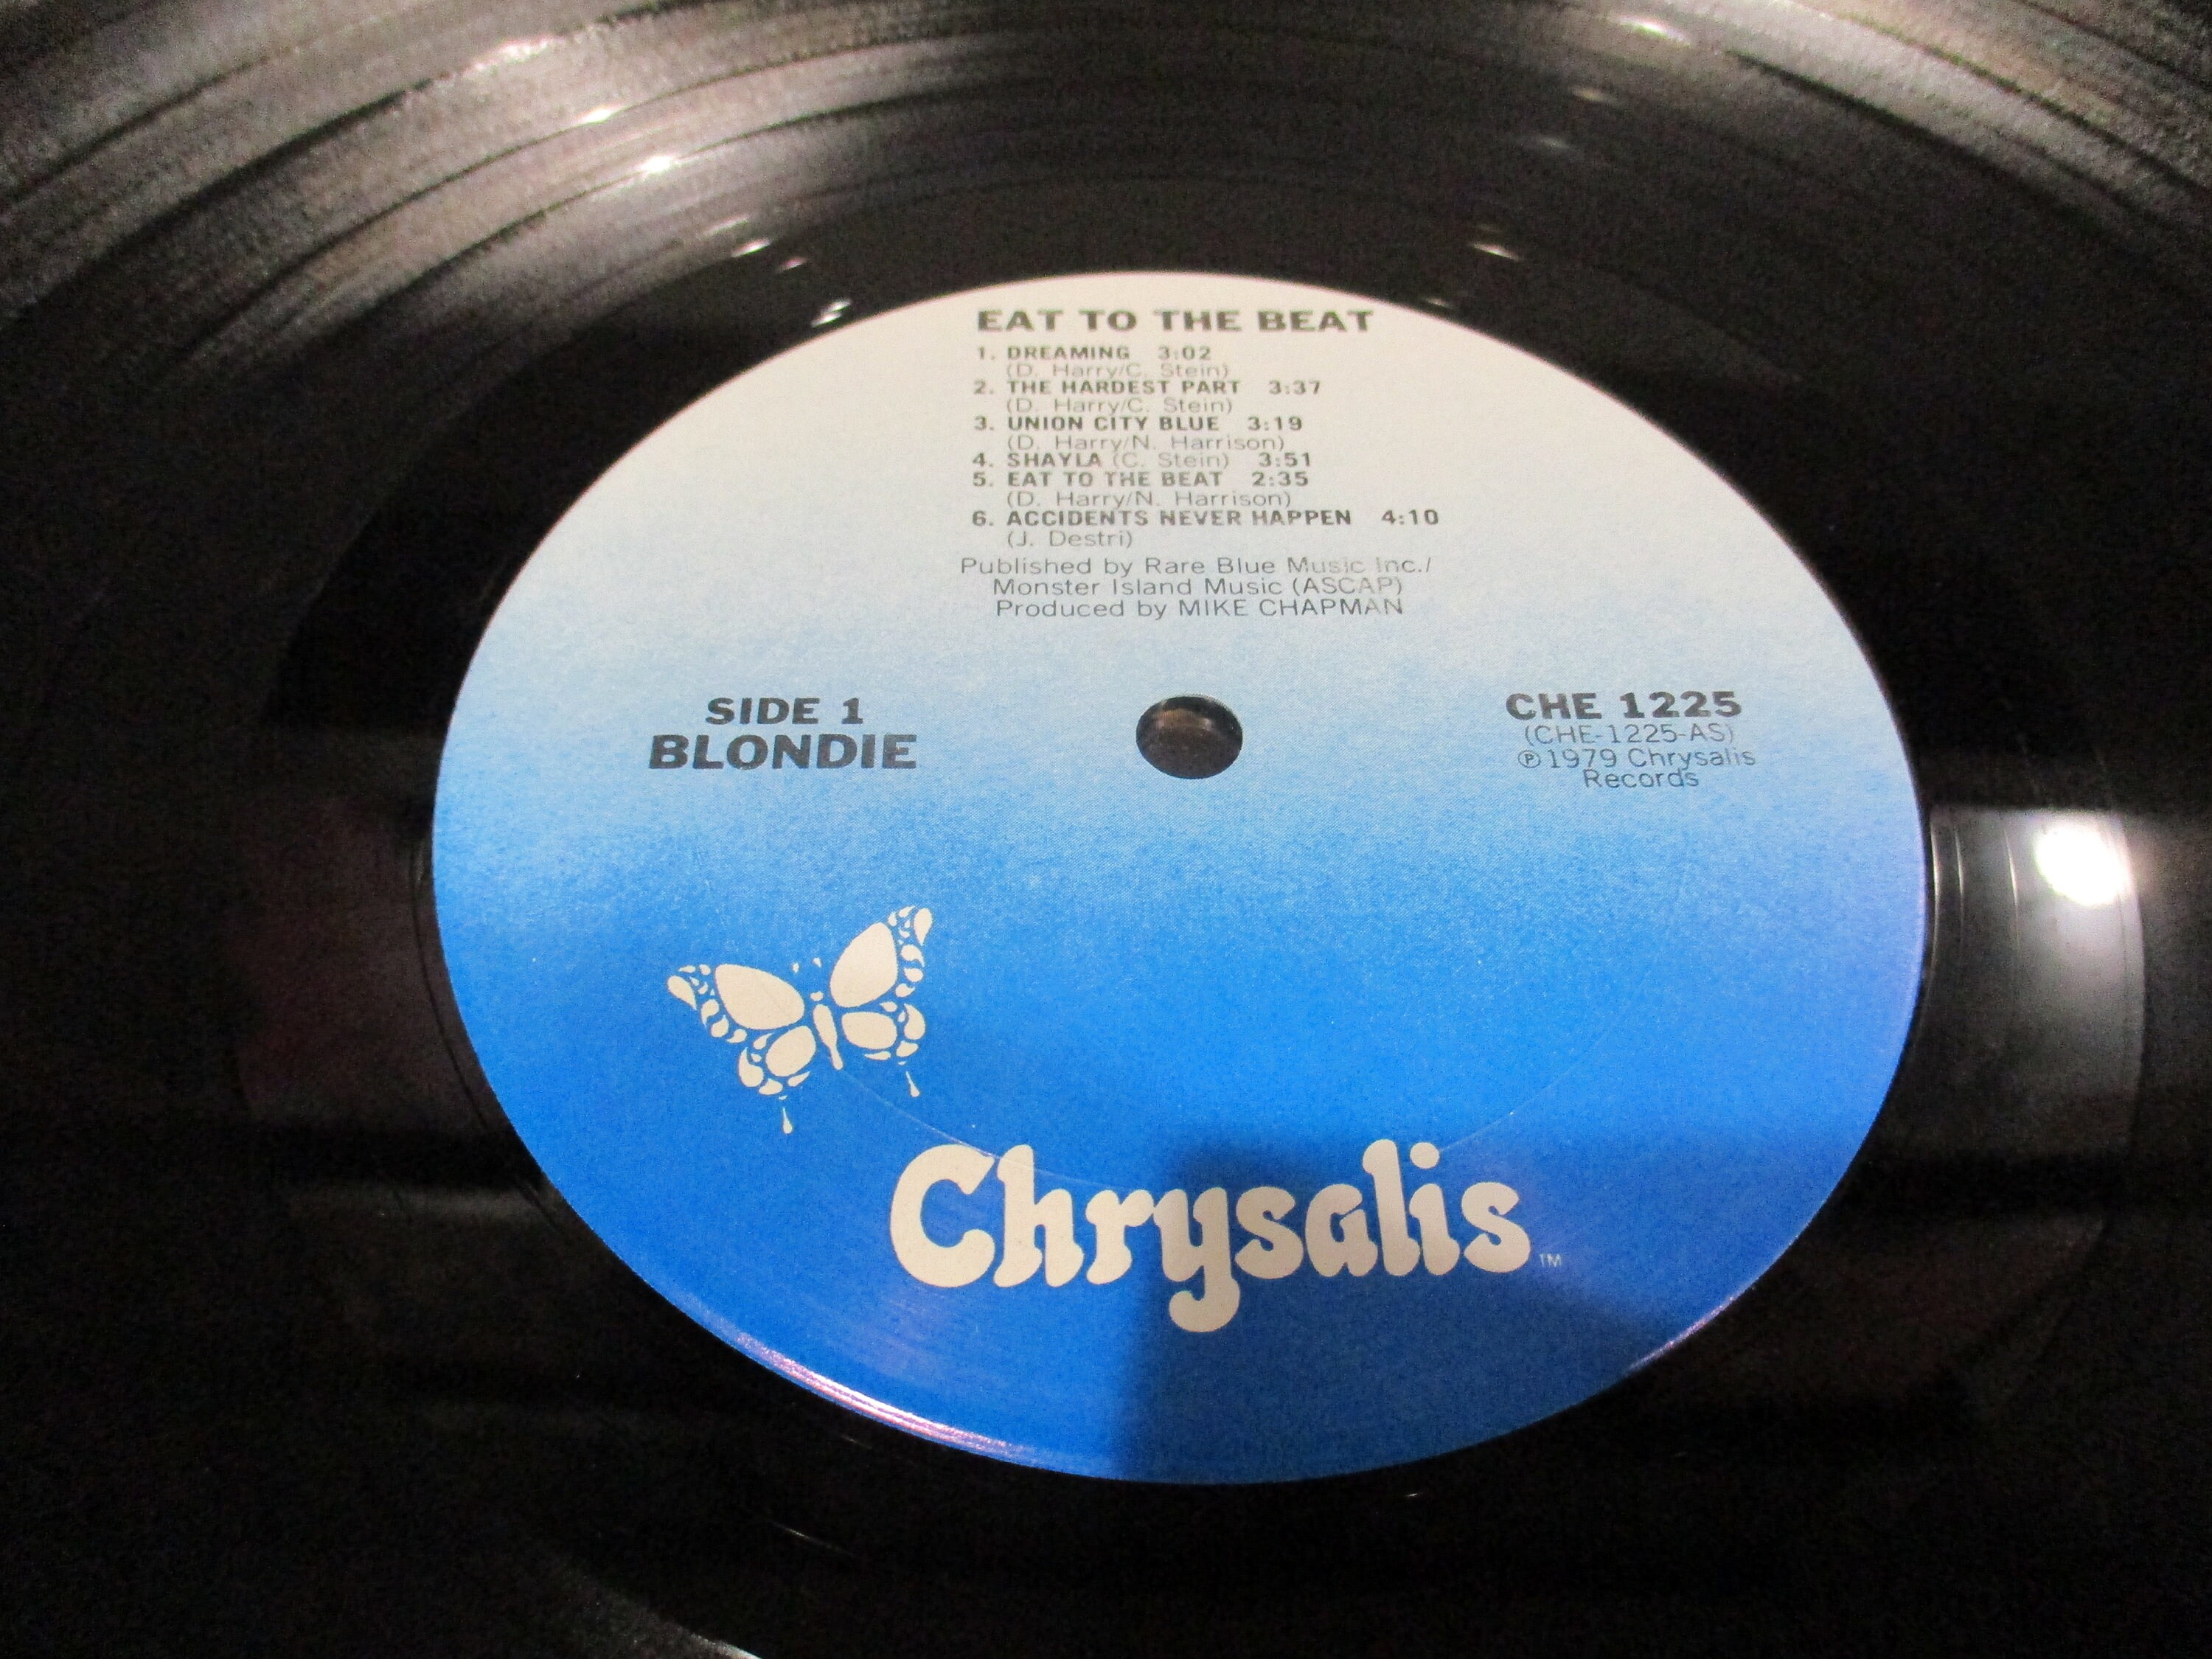 EAT TO THE BEAT
1. DREAMING 3:02
(D. Harry/C. Stein)
2. THE HARDEST PART 3:37
(D. Harry/C. Stein)
3. UNION CITY BLUE 3:19
(D. Harry/N. Harrison)
4. SHAYLA (C. Stein) 3:51
5. EAT TO THE BEAT 2:35
(D. Harry/N. Harrison)
6. ACCIDENTS NEVER HAPPEN 4:10
(J. Destri)
Published by Rare Blue Music Inc./
Monster Island Music (ASCAP)
Produced by MIKE CHAPMAN
SIDE 1
BLONDIE
CHE 1225
(CHE-1225-AS)
℗ 1979 Chrysalis
Records
Chrysalis™